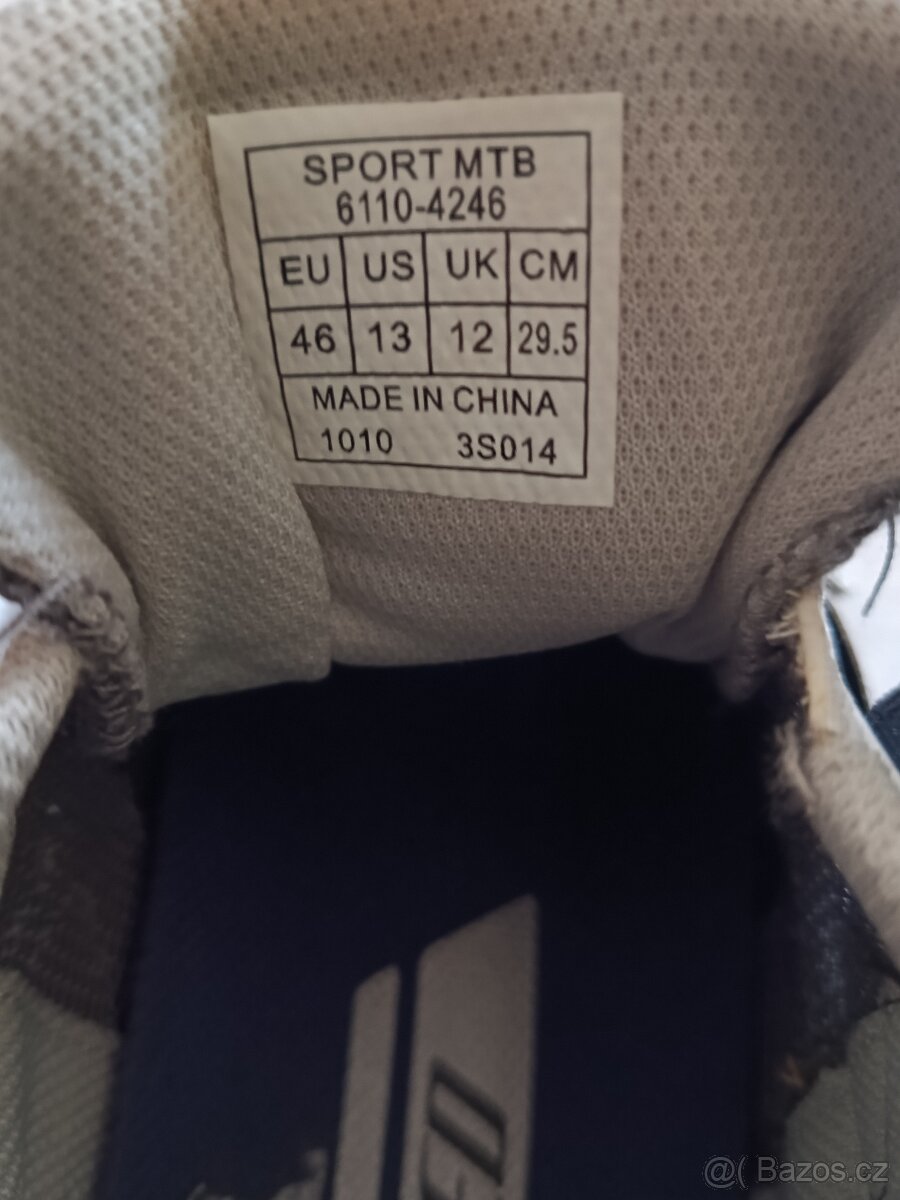 SPORT MTB
6110-4246
EU US UK CM
46 13 12 29.5
MADE IN CHINA
1010 3S014
@( Bazos.cz